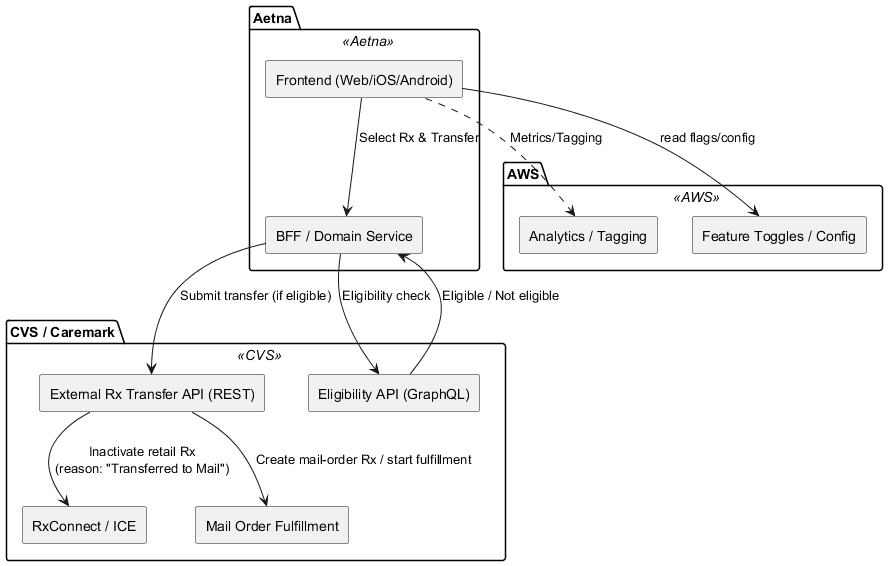 Aetna
«Aetna»
Frontend (Web/iOS/Android)
Select Rx & Transfer
Metrics/Tagging
read flags/config
AWS
«AWS»
BFF / Domain Service
Analytics / Tagging
Feature Toggles / Config
Submit transfer (if eligible)
Eligibility check
Eligible / Not eligible
CVS / Caremark
«CVS»
External Rx Transfer API (REST)
Eligibility API (GraphQL)
Inactivate retail Rx
(reason: "Transferred to Mail")
Create mail-order Rx / start fulfillment
RxConnect / ICE
Mail Order Fulfillment